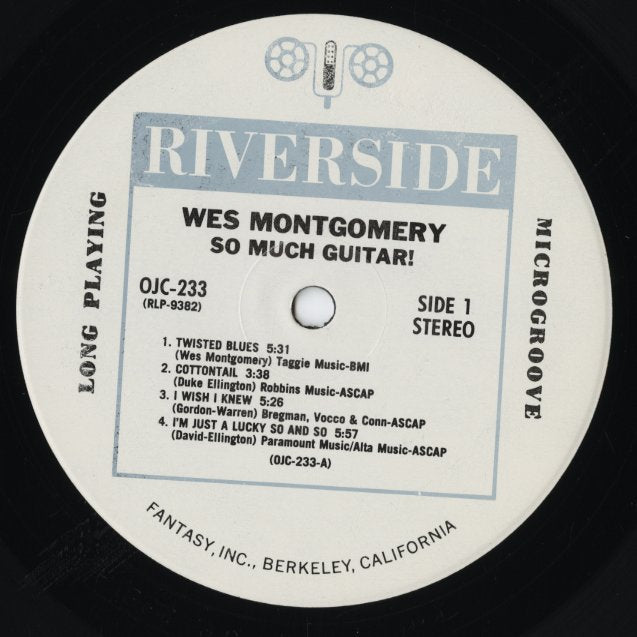 RIVERSIDE
WES MONTGOMERY
SO MUCH GUITAR!
LONG PLAYING
MICROGROOVE
OJC-233
(RLP-9382)
SIDE 1
STEREO
1. TWISTED BLUES 5:31
(Wes Montgomery) Taggie Music-BMI
2. COTTONTAIL 3:38
(Duke Ellington) Robbins Music-ASCAP
3. I WISH I KNEW 5:26
(Gordon-Warren) Bregman, Vocco & Conn-ASCAP
4. I'M JUST A LUCKY SO AND SO 5:57
(David-Ellington) Paramount Music/Alta Music-ASCAP
(OJC-233-A)
FANTASY, INC., BERKELEY, CALIFORNIA